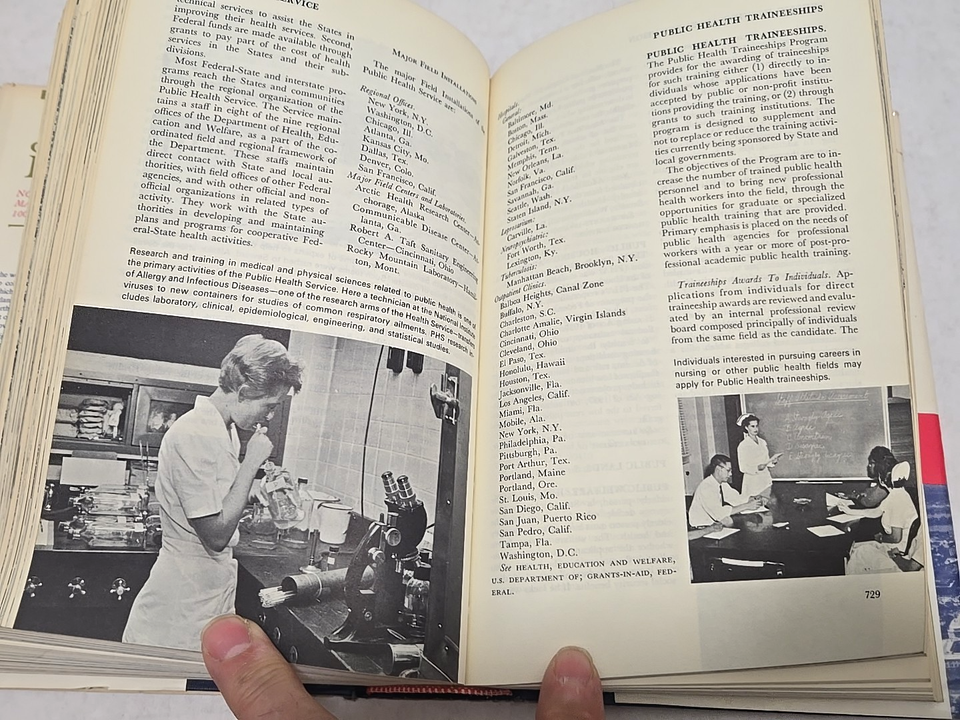 SERVICE
technical services to assist the States in
improving their health services. Second,
Federal funds are made available through
grants to pay part of the cost of health
services in the States and their sub-
divisions.
Most Federal-State and interstate pro-
grams reach the States and communities
through the regional organization of the
Public Health Service. The Service main-
tains a staff in eight of the nine regional
offices of the Department of Health, Edu-
cation and Welfare, as a part of the co-
ordinated field and regional framework of
the Department. These staffs maintain
direct contact with State and local au-
thorities, with field offices of other Federal
agencies, and with other official and non-
official organizations in related types of
activity. They work with the State au-
thorities in developing and maintaining
plans and programs for cooperative Fed-
eral-State health activities.
Major Field Installations
The major Field Installations of the
Public Health Service are:
Regional Offices.
New York, N.Y.
Washington, D.C.
Chicago, Ill.
Atlanta, Ga.
Kansas City, Mo.
Dallas, Tex.
Denver, Colo.
San Francisco, Calif.
Major Field Centers and Laboratories.
Arctic Health Research Center—An-
chorage, Alaska
Communicable Disease Center—At-
lanta, Ga.
Robert A. Taft Sanitary Engineering
Center—Cincinnati, Ohio
Rocky Mountain Laboratory—Hamil-
ton, Mont.
Research and training in medical and physical sciences related to public health is one of
the primary activities of the Public Health Service. Here a technician at the National Institute
of Allergy and Infectious Diseases—one of the research arms of the Health Service—transfers
viruses to new containers for studies of common respiratory ailments. PHS research in-
cludes laboratory, clinical, epidemiological, engineering, and statistical studies.
PUBLIC HEALTH TRAINEESHIPS
Hospitals:
General:
Baltimore, Md.
Boston, Mass.
Chicago, Ill.
Detroit, Mich.
Galveston, Tex.
Memphis, Tenn.
New Orleans, La.
Norfolk, Va.
San Francisco, Calif.
Savannah, Ga.
Seattle, Wash.
Staten Island, N.Y.
Leprosarium:
Carville, La.
Neuropsychiatric:
Fort Worth, Tex.
Lexington, Ky.
Tuberculosis:
Manhattan Beach, Brooklyn, N.Y.
Outpatient Clinics.
Balboa Heights, Canal Zone
Buffalo, N.Y.
Charleston, S.C.
Charlotte Amalie, Virgin Islands
Cincinnati, Ohio
Cleveland, Ohio
El Paso, Tex.
Honolulu, Hawaii
Houston, Tex.
Jacksonville, Fla.
Los Angeles, Calif.
Miami, Fla.
Mobile, Ala.
New York, N.Y.
Philadelphia, Pa.
Pittsburgh, Pa.
Port Arthur, Tex.
Portland, Maine
Portland, Ore.
St. Louis, Mo.
San Diego, Calif.
San Juan, Puerto Rico
San Pedro, Calif.
Tampa, Fla.
Washington, D.C.
See HEALTH, EDUCATION AND WELFARE,
U.S. DEPARTMENT OF; GRANTS-IN-AID, FED-
ERAL.
PUBLIC HEALTH TRAINEESHIPS.
The Public Health Traineeships Program
provides for the awarding of traineeships
for such training either (1) directly to in-
dividuals whose applications have been
accepted by public or non-profit institu-
tions providing the training, or (2) through
grants to such training institutions. The
program is designed to supplement and
not to replace or reduce the training activi-
ties currently being sponsored by State and
local governments.
The objectives of the Program are to in-
crease the number of trained public health
personnel and to bring new professional
health workers into the field, through the
opportunities for graduate or specialized
public health training that are provided.
Primary emphasis is placed on the needs of
public health agencies for professional
workers with a year or more of post-pro-
fessional academic public health training.
Traineeships Awards To Individuals. Ap-
plications from individuals for direct
traineeship awards are reviewed and evalu-
ated by an internal professional review
board composed principally of individuals
from the same field as the candidate. The
Individuals interested in pursuing careers in
nursing or other public health fields may
apply for Public Health traineeships.
729